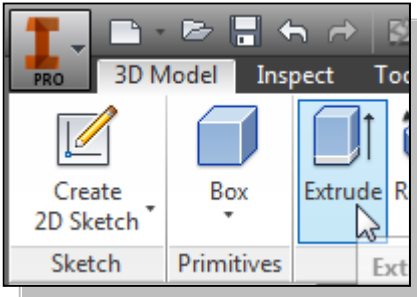 PRO
3D Model Inspect
Create
2D Sketch
Box
Extrude
Sketch
Primitives